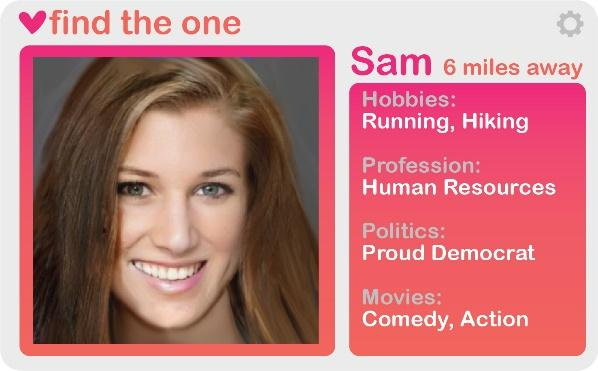 find the one
Sam 6 miles away
Hobbies:
Running, Hiking
Profession:
Human Resources
Politics:
Proud Democrat
Movies:
Comedy, Action